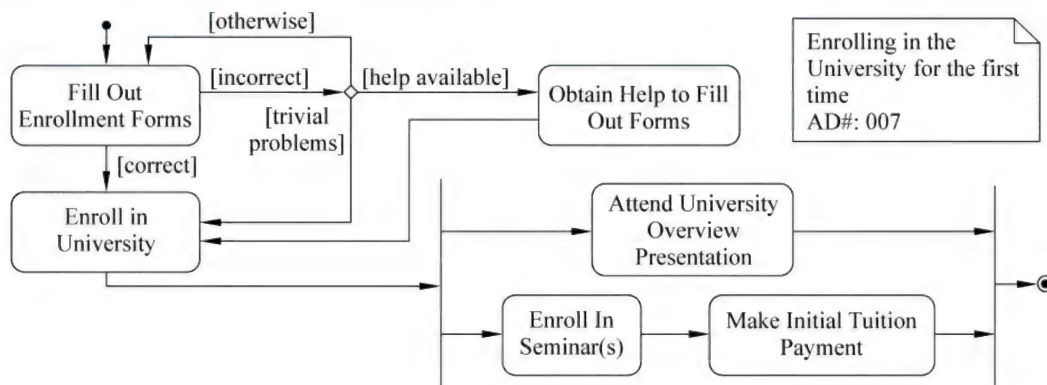 [otherwise]
Enrolling in the
University for the first
time
AD#: 007
Fill Out
Enrollment Forms
[incorrect]
[help available]
Obtain Help to Fill
Out Forms
[trivial
problems]
[correct]
Enroll in
University
Attend University
Overview
Presentation
Enroll In
Seminar(s)
Make Initial Tuition
Payment